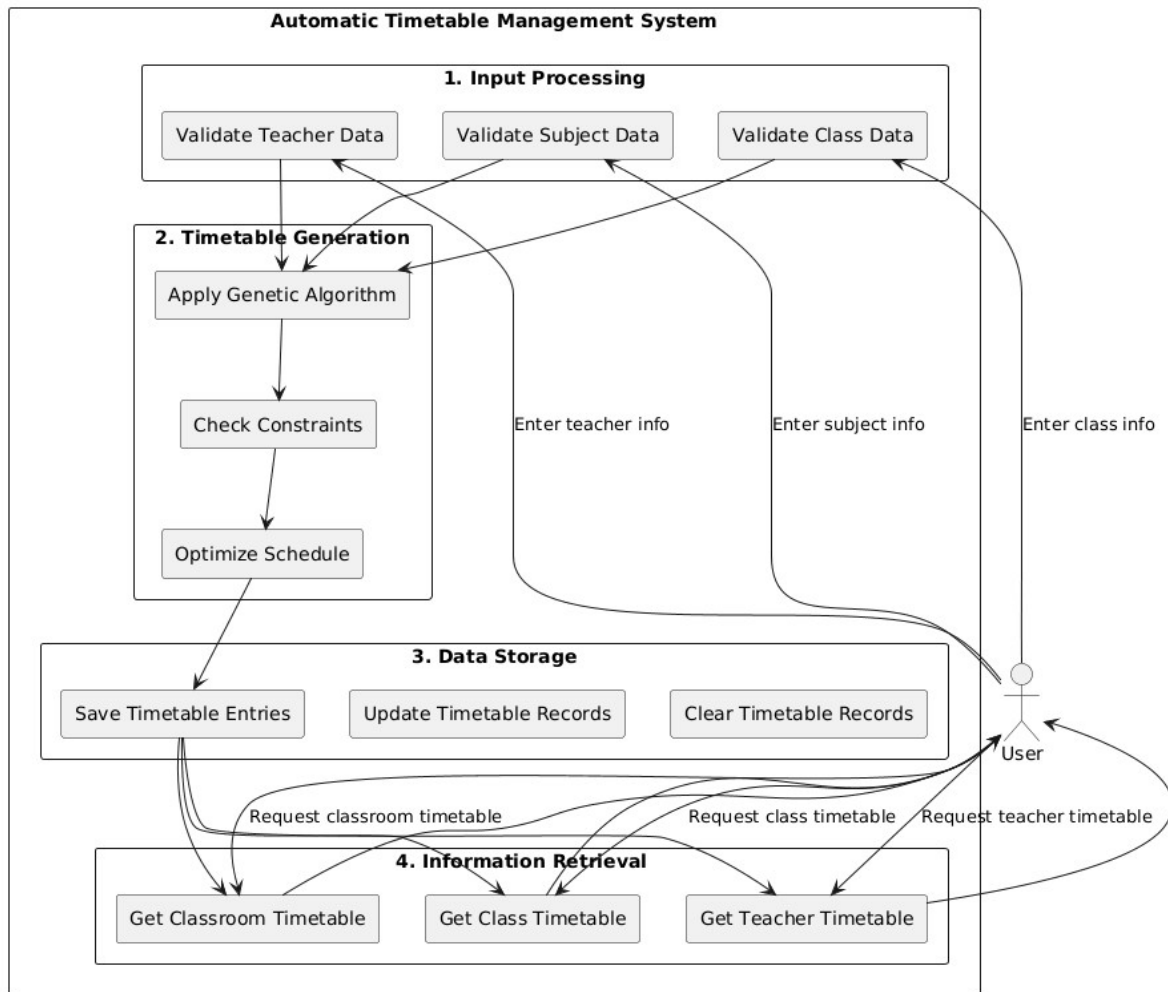 Automatic Timetable Management System
1. Input Processing
Validate Teacher Data
Validate Subject Data
Validate Class Data
2. Timetable Generation
Apply Genetic Algorithm
Check Constraints
Enter teacher info
Enter subject info
Enter class info
Optimize Schedule
3. Data Storage
Save Timetable Entries
Update Timetable Records
Clear Timetable Records
User
Request classroom timetable
Request class timetable
Request teacher timetable
4. Information Retrieval
Get Classroom Timetable
Get Class Timetable
Get Teacher Timetable